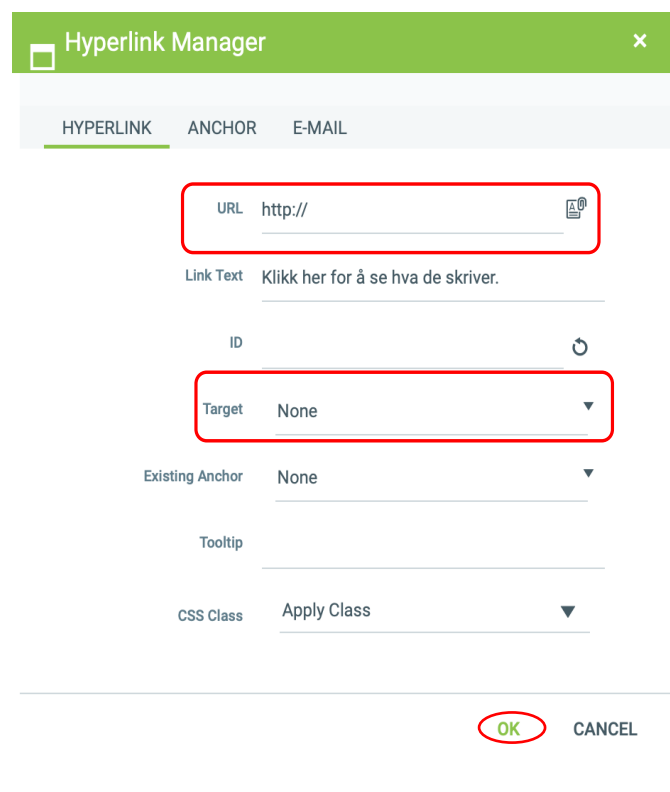 Hyperlink Manager
HYPERLINK ANCHOR E-MAIL
URL http://
Link Text Klikk her for å se hva de skriver.
ID
Target None
Existing Anchor None
Tooltip
CSS Class Apply Class
OK CANCEL